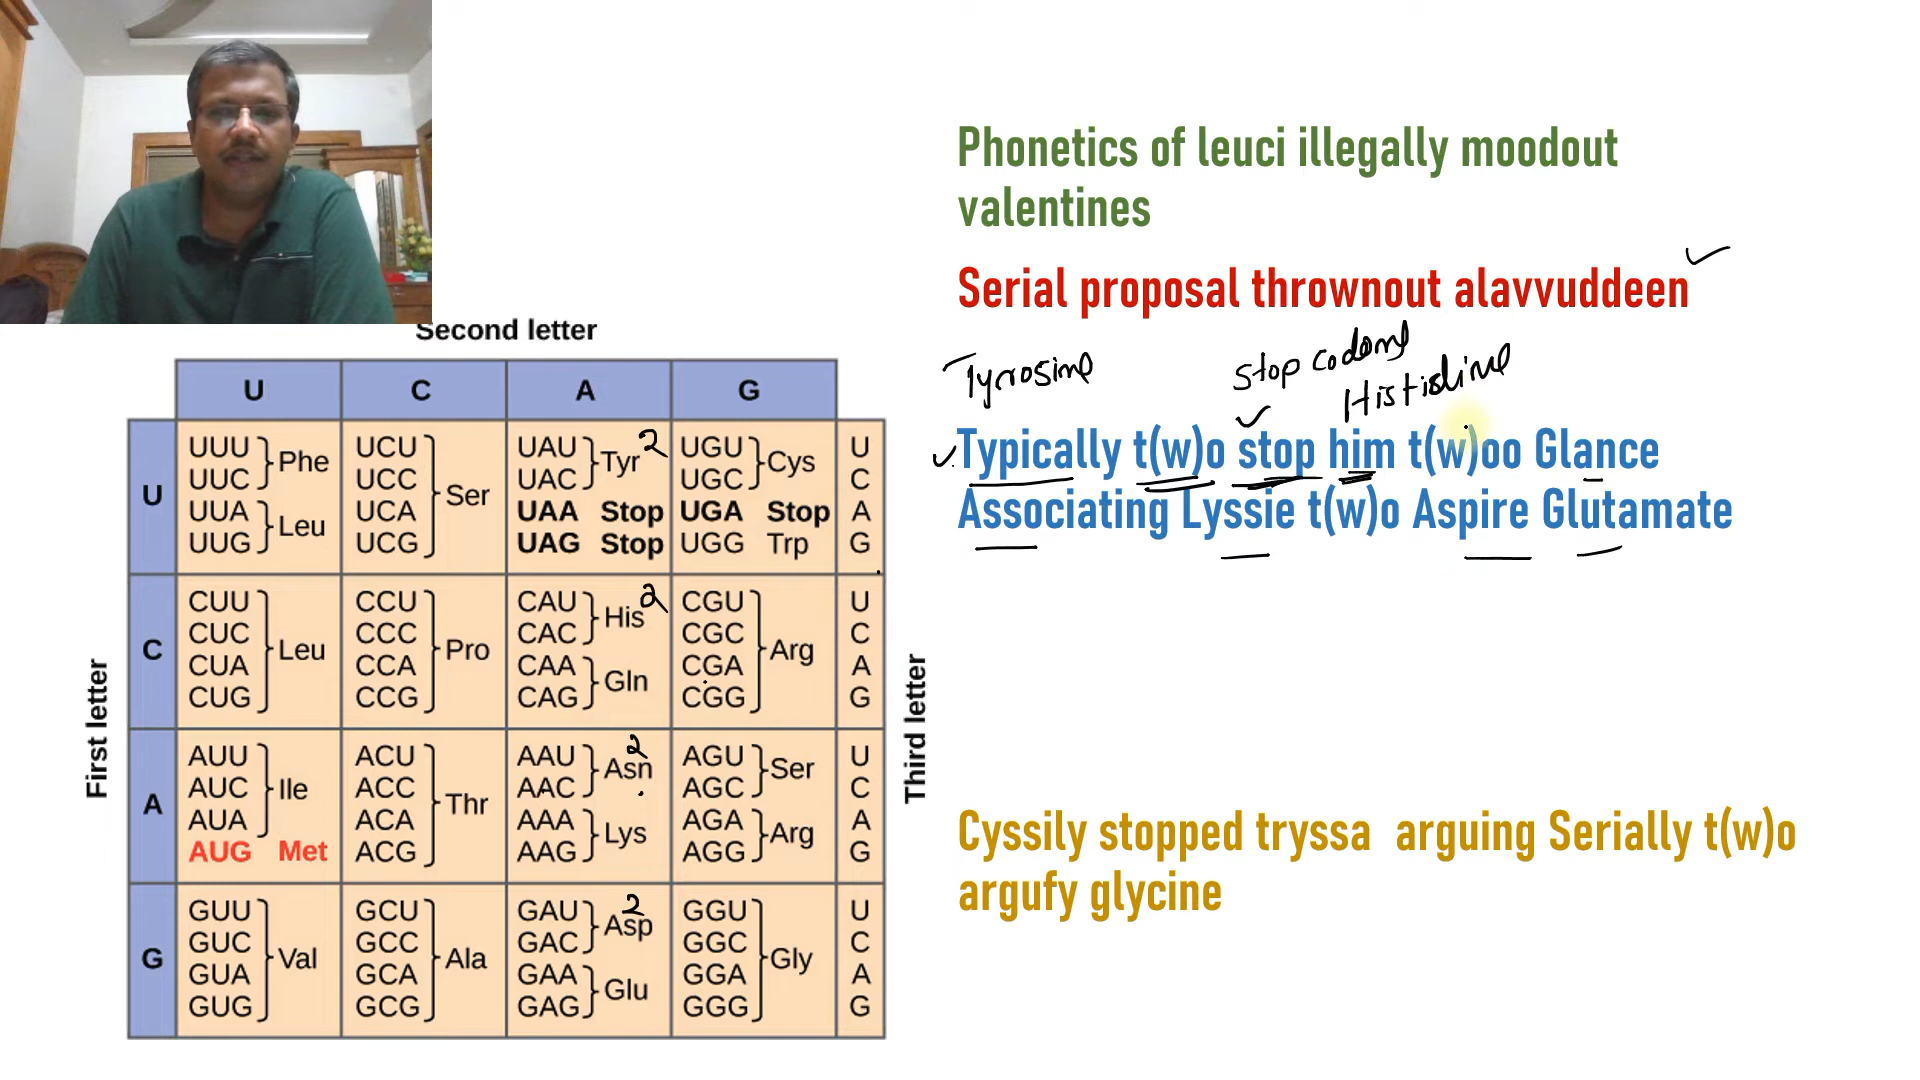 Phonetics of leuci illegally moodout
valentines
Serial proposal thrownout alavvuddeen
Tyrosine
Stop codons
Histidine
Typically t(w)o stop him t(w)oo Glance
Associating Lyssie t(w)o Aspire Glutamate
Cyssily stopped tryssa arguing Serially t(w)o
argufy glycine
Second letter
U C A G
First letter
Third letter
U
UUU Phe UCU Ser UAU Tyr 2 UGU Cys U
UUC UCC UAC UGC C
UUA Leu UCA UAA Stop UGA Stop A
UUG UCG UAG Stop UGG Trp G
C
CUU Leu CCU Pro CAU His 2 CGU Arg U
CUC CCC CAC CGC C
CUA CCA CAA Gln CGA A
CUG CCG CAG CGG G
A
AUU Ile ACU Thr AAU Asn 2 AGU Ser U
AUC ACC AAC AGC C
AUA ACA AAA Lys AGA Arg A
AUG Met ACG AAG AGG G
G
GUU Val GCU Ala GAU Asp 2 GGU Gly U
GUC GCC GAC GGC C
GUA GCA GAA Glu GGA A
GUG GCG GAG GGG G